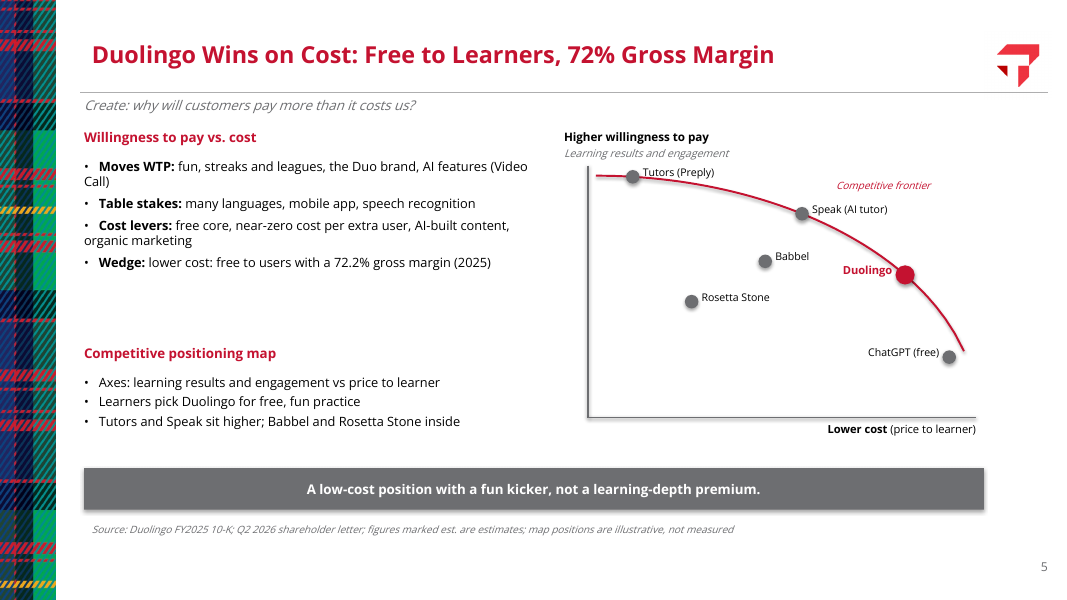 Duolingo Wins on Cost: Free to Learners, 72% Gross Margin
Create: why will customers pay more than it costs us?
Willingness to pay vs. cost
• Moves WTP: fun, streaks and leagues, the Duo brand, AI features (Video
Call)
• Table stakes: many languages, mobile app, speech recognition
• Cost levers: free core, near-zero cost per extra user, AI-built content,
organic marketing
• Wedge: lower cost: free to users with a 72.2% gross margin (2025)
Competitive positioning map
• Axes: learning results and engagement vs price to learner
• Learners pick Duolingo for free, fun practice
• Tutors and Speak sit higher; Babbel and Rosetta Stone inside
Higher willingness to pay
Learning results and engagement
Tutors (Preply)
Competitive frontier
Speak (AI tutor)
Babbel
Duolingo
Rosetta Stone
ChatGPT (free)
Lower cost (price to learner)
A low-cost position with a fun kicker, not a learning-depth premium.
Source: Duolingo FY2025 10-K; Q2 2026 shareholder letter; figures marked est. are estimates; map positions are illustrative, not measured
5